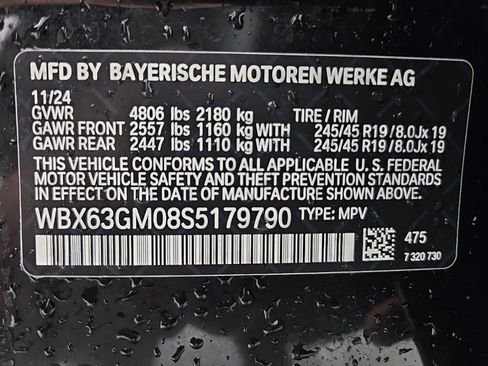 MFD BY BAYERISCHE MOTOREN WERKE AG
11/24
GVWR 4806 lbs 2180 kg TIRE / RIM
GAWR FRONT 2557 lbs 1160 kg WITH 245/45 R19 / 8.0Jx 19
GAWR REAR 2447 lbs 1110 kg WITH 245/45 R19 / 8.0Jx 19
THIS VEHICLE CONFORMS TO ALL APPLICABLE U. S. FEDERAL
MOTOR VEHICLE SAFETY AND THEFT PREVENTION STANDARDS
IN EFFECT ON THE DATE OF MANUFACTURE SHOWN ABOVE.
WBX63GM08S5179790 TYPE: MPV
475
7 320 730